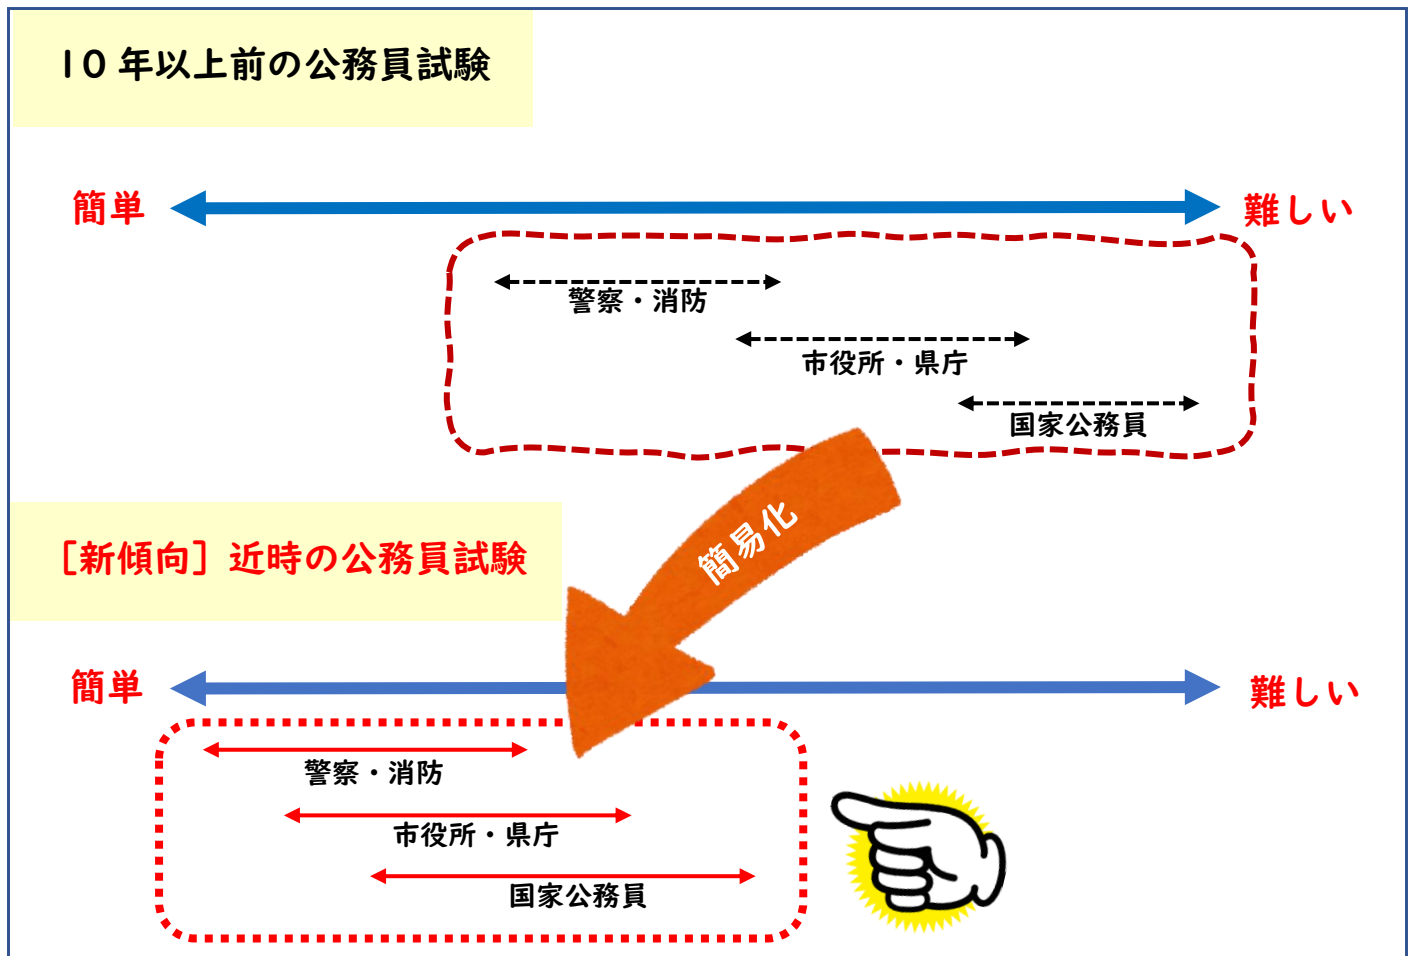 10年以上前の公務員試験
簡単
難しい
警察・消防
市役所・県庁
国家公務員
簡易化
［新傾向］近時の公務員試験
簡単
難しい
警察・消防
市役所・県庁
国家公務員